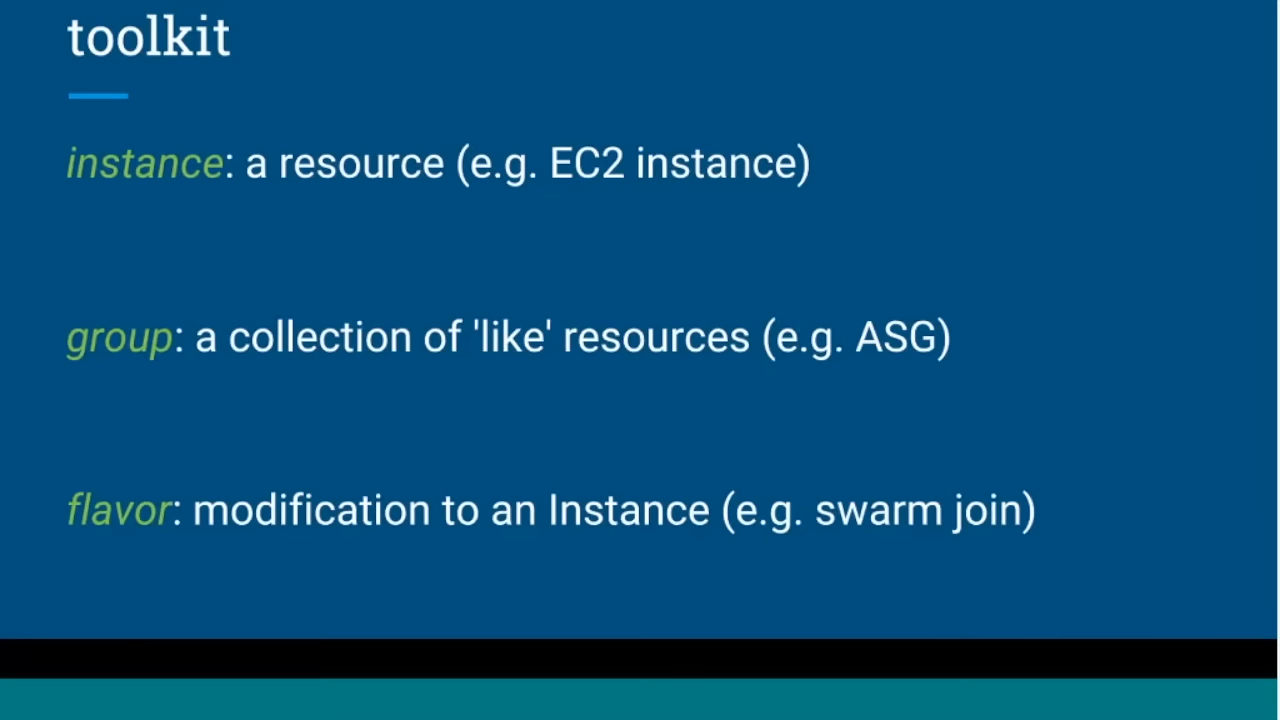 toolkit
instance: a resource (e.g. EC2 instance)
group: a collection of 'like' resources (e.g. ASG)
flavor: modification to an Instance (e.g. swarm join)